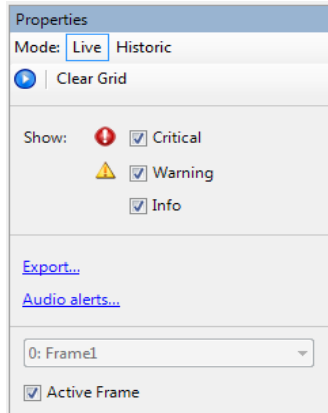 Properties
Mode: Live Historic
Clear Grid
Show: Critical
Warning
Info
Export...
Audio alerts...
0: Frame1
Active Frame